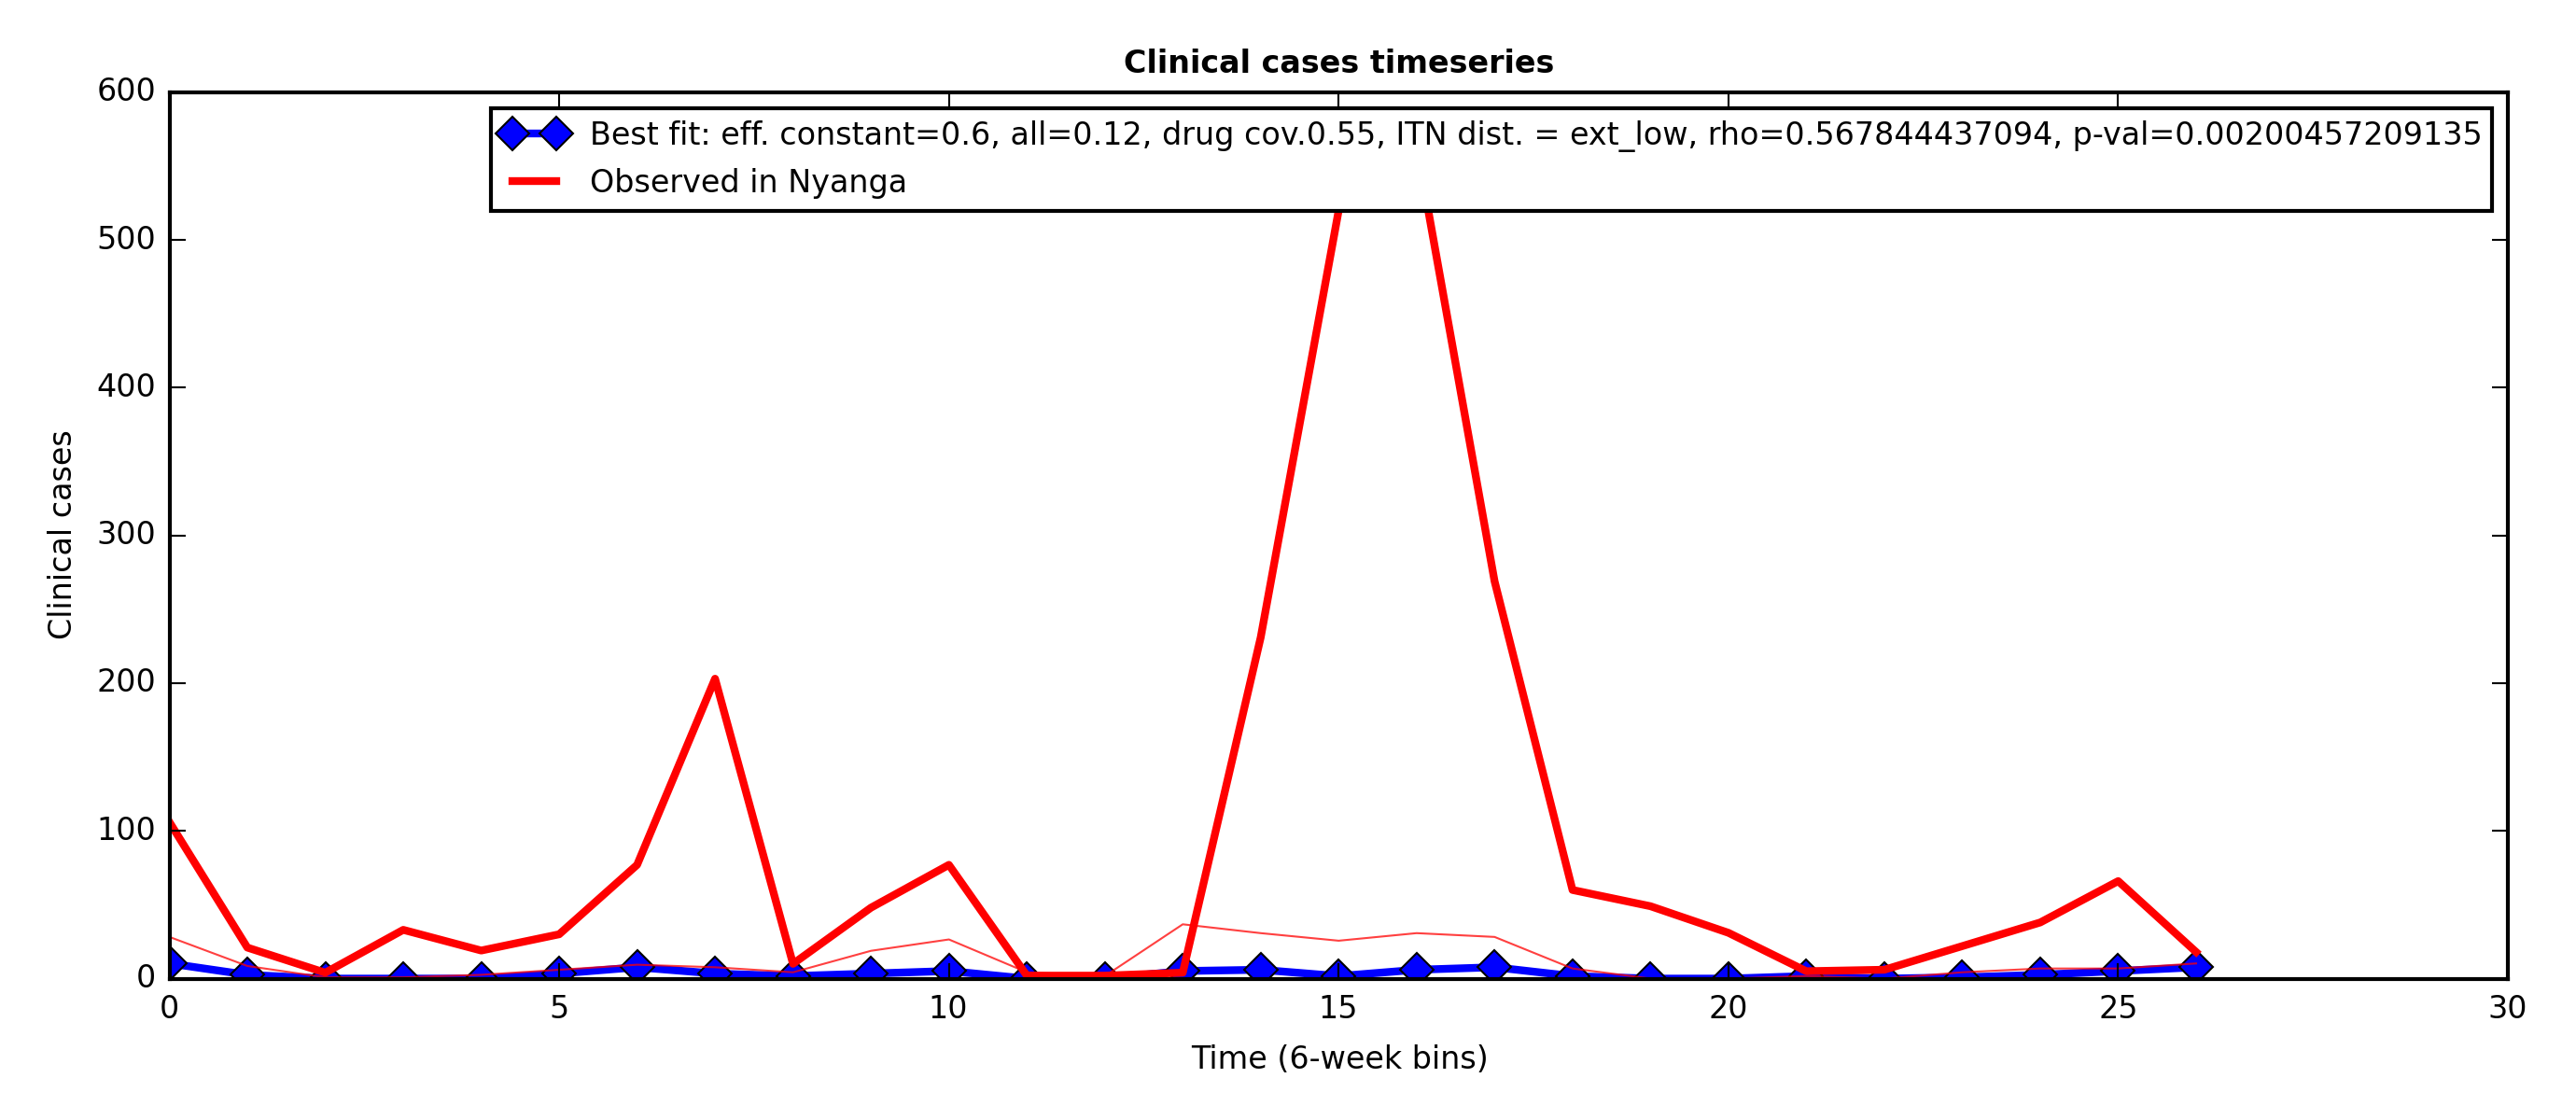 Clinical cases timeseries
600
500
400
300
200
100
0
Clinical cases
Best fit: eff. constant=0.6, all=0.12, drug cov.0.55, ITN dist. = ext_low, rho=0.567844437094, p-val=0.00200457209135
Observed in Nyanga
0 5 10 15 20 25 30
Time (6-week bins)